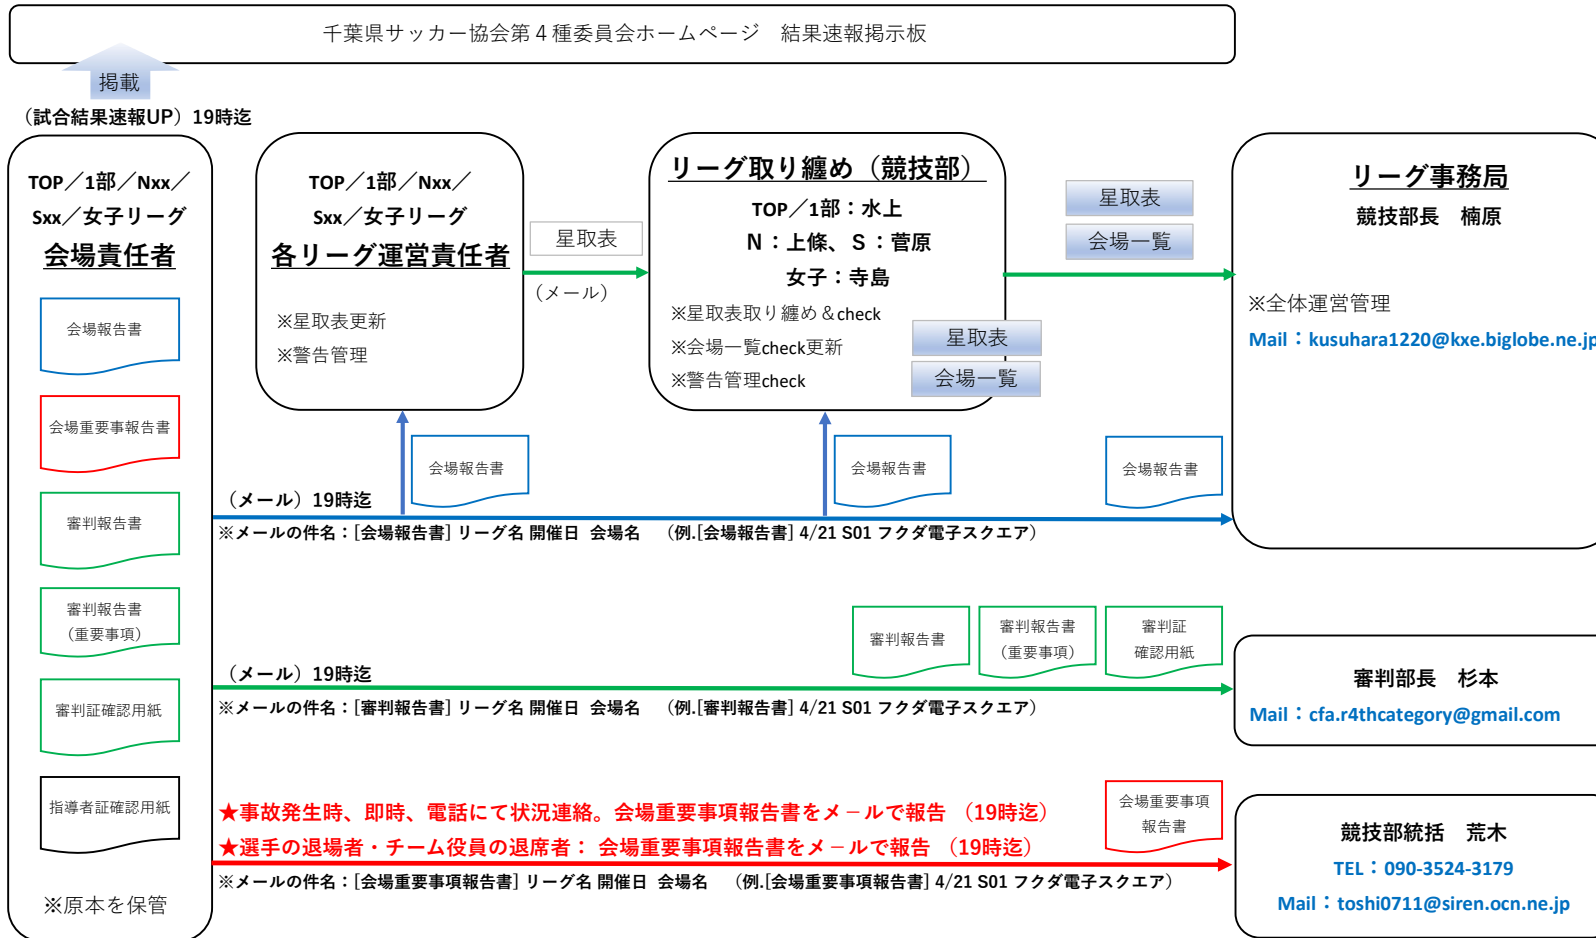 千葉県サッカー協会第４種委員会ホームページ　結果速報掲示板
掲載
（試合結果速報UP）19時迄
TOP／1部／Nxx／
Sxx／女子リーグ
会場責任者
会場報告書
会場重要事報告書
審判報告書
審判報告書
（重要事項）
審判証確認用紙
指導者証確認用紙
※原本を保管
TOP／1部／Nxx／
Sxx／女子リーグ
各リーグ運営責任者
※星取表更新
※警告管理
星取表
（メール）
リーグ取り纏め（競技部）
TOP／1部：水上
Ｎ：上條、Ｓ：菅原
女子：寺島
※星取表取り纏め＆check
※会場一覧check更新
※警告管理check
星取表
会場一覧
星取表
会場一覧
リーグ事務局
競技部長　楠原
※全体運営管理
Mail：kusuhara1220@kxe.biglobe.ne.jp
会場報告書
会場報告書
会場報告書
（メール）19時迄
※メールの件名：[会場報告書] リーグ名 開催日 会場名　（例.[会場報告書] 4/21 S01 フクダ電子スクエア）
審判報告書
審判報告書
（重要事項）
審判証
確認用紙
（メール）19時迄
※メールの件名：[審判報告書] リーグ名 開催日 会場名　（例.[審判報告書] 4/21 S01 フクダ電子スクエア）
審判部長　杉本
Mail：cfa.r4thcategory@gmail.com
★事故発生時、即時、電話にて状況連絡。会場重要事項報告書をメールで報告 （19時迄）
★選手の退場者・チーム役員の退席者： 会場重要事項報告書をメールで報告 （19時迄）
※メールの件名：[会場重要事項報告書] リーグ名 開催日 会場名　（例.[会場重要事項報告書] 4/21 S01 フクダ電子スクエア）
会場重要事項
報告書
競技部統括　荒木
TEL：090-3524-3179
Mail：toshi0711@siren.ocn.ne.jp